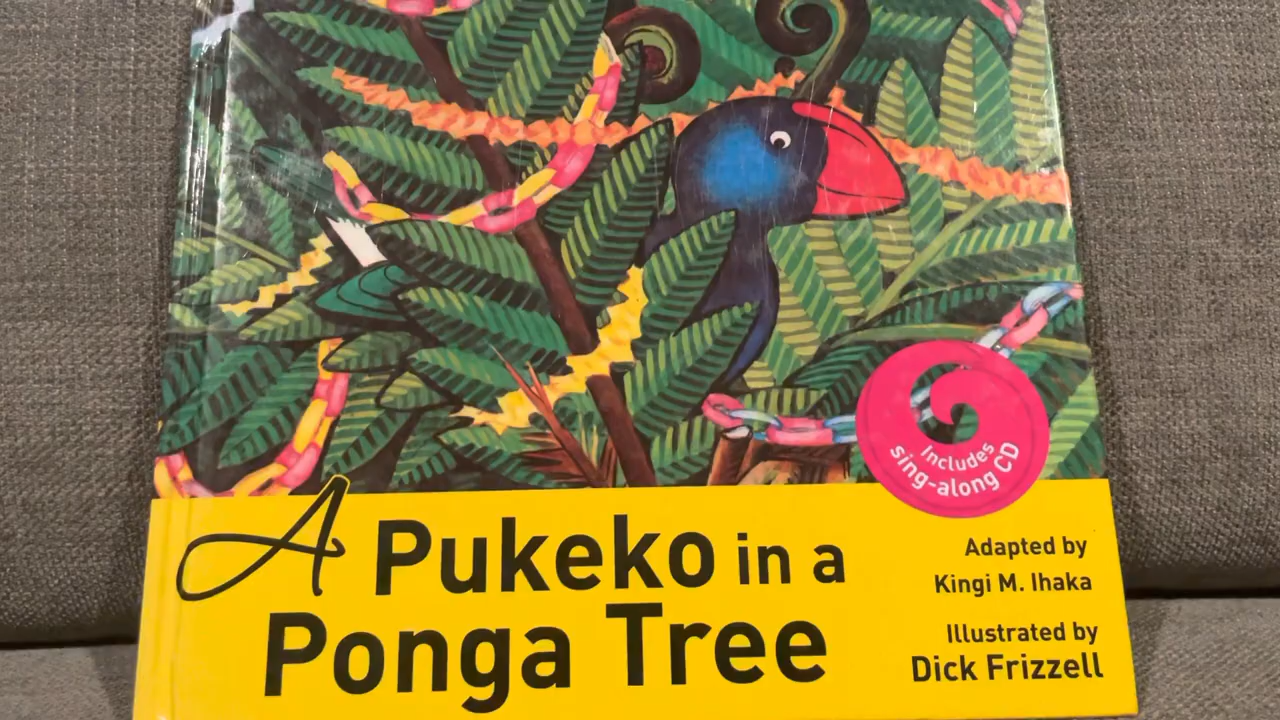 Includes
sing-along CD
A Pukeko in a
Ponga Tree
Adapted by
Kingi M. Ihaka
Illustrated by
Dick Frizzell